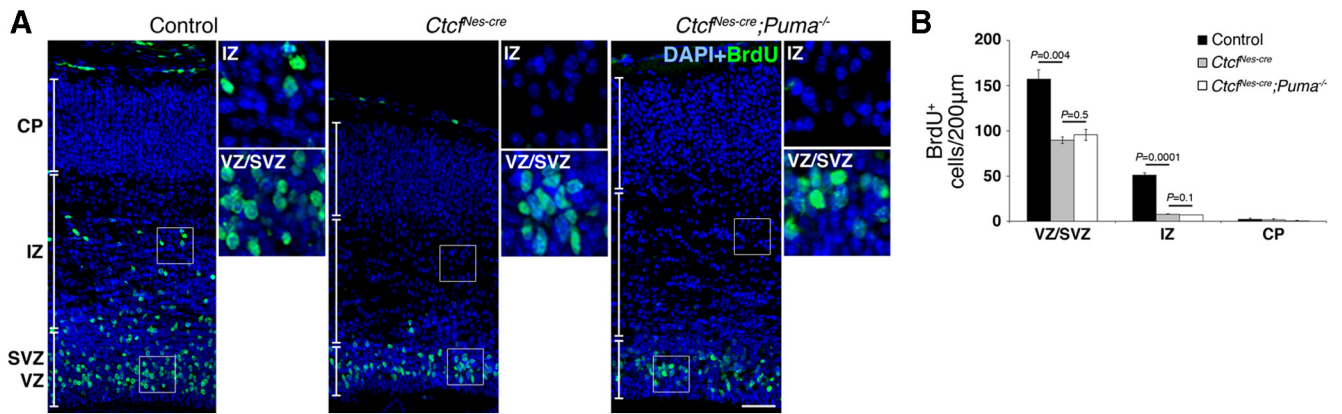 A
Control
Ctcf^Nes-cre
Ctcf^Nes-cre;Puma^-/-
IZ
IZ
DAPI+BrdU
IZ
CP
VZ/SVZ
VZ/SVZ
VZ/SVZ
IZ
SVZ
VZ
B
BrdU⁺
cells/200µm
200
150
100
50
0
Control
Ctcf^Nes-cre
Ctcf^Nes-cre;Puma^-/-
P=0.004
P=0.5
P=0.0001
P=0.1
VZ/SVZ
IZ
CP